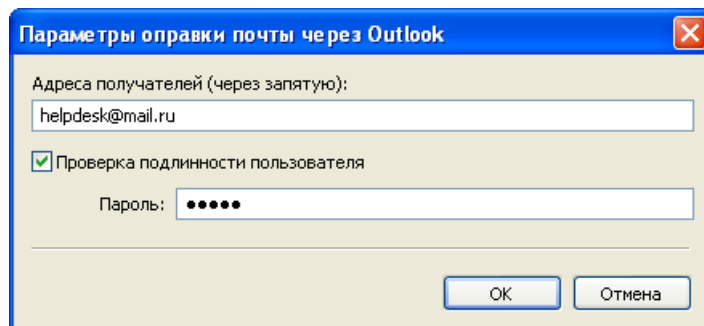 Параметры оправки почты через Outlook
Адреса получателей (через запятую):
helpdesk@mail.ru
Проверка подлинности пользователя
Пароль: •••••
OK Отмена